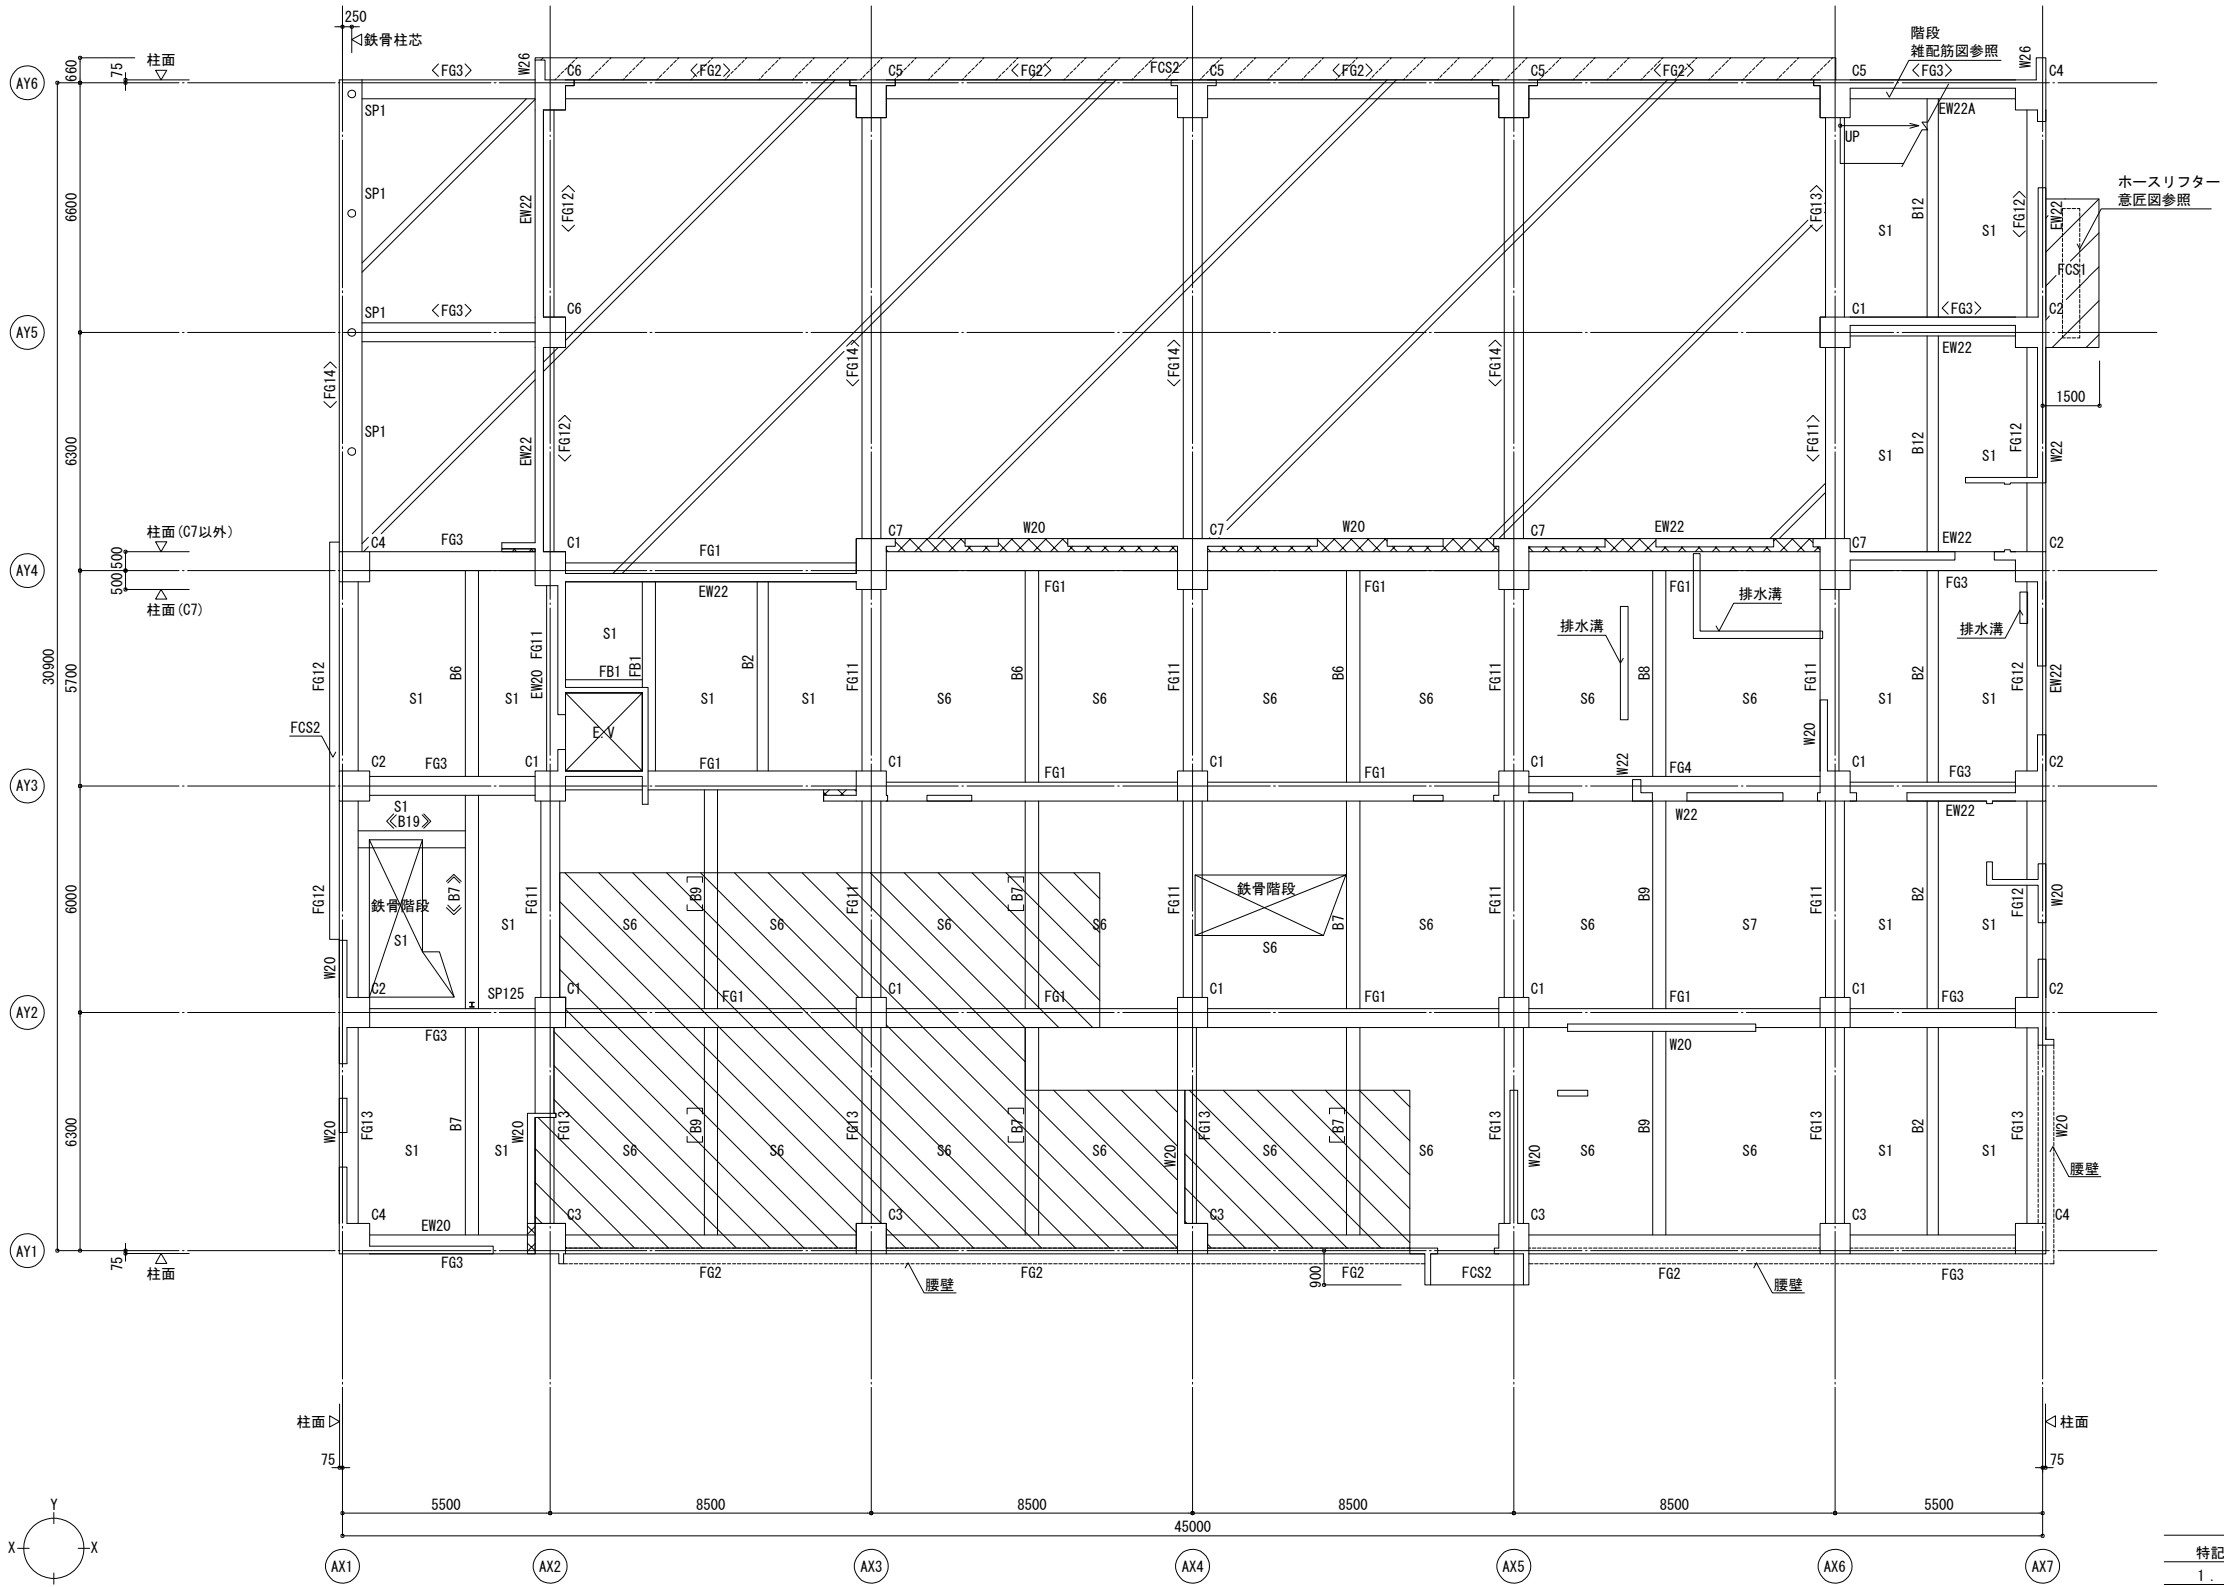 250
鉄骨柱芯
階段
雑配筋図参照
柱面
660
75
<FG3>
W26
C6
<FG2>
C5
<FG2>
FCS2
C5
<FG2>
C5
<FG2>
C5
<FG3>
W26
C4
AY6
SP1
EW22A
UP
ホースリフター
意匠図参照
6600
SP1
EW22
<FG12>
<FG13>
B12
<FG12>
EW22
S1
S1
FCS1
SP1
<FG3>
C6
C1
<FG3>
C2
AY5
EW22
<FG14>
<FG14>
<FG14>
<FG14>
1500
6300
SP1
EW22
<FG12>
<FG11>
B12
FG12
W22
S1
S1
柱面(C7以外)
C4
FG3
C1
FG1
C7
W20
C7
W20
C7
EW22
C7
EW22
C2
500
AY4
500
柱面(C7)
EW22
FG1
FG1
FG1
FG3
排水溝
排水溝
排水溝
30900
5700
FG12
B6
EW20
FG11
S1
FB1
FB1
B2
FG11
B6
FG11
B6
FG11
B8
FG11
B2
FG12
EW22
S1
S1
S1
S1
S6
S6
S6
S6
S6
S6
S1
S1
FCS2
E.V
W20
C2
FG3
C1
FG1
C1
FG1
C1
FG1
C1
W22
FG4
C1
FG3
C2
AY3
S1
《B19》
W22
EW22
6000
FG12
鉄骨階段
《B7》
FG11
[B9]
FG11
[B7]
FG11
鉄骨階段
B7
FG11
B9
FG11
B2
FG12
W20
S1
S1
S6
S6
S6
S6
S6
S6
S6
S7
S1
S1
W20
C2
SP125
C1
FG1
C1
FG1
C1
C1
FG1
C1
FG3
C2
AY2
FG3
W20
6300
W20
FG13
B7
W20
FG13
[B9]
FG13
[B7]
W20
FG13
[B7]
FG13
W20
B9
FG13
B2
FG13
W20
S1
S1
S6
S6
S6
S6
S6
S6
S6
S6
S1
S1
腰壁
C4
EW20
C3
C3
C3
C3
C3
C4
AY1
75
柱面
FG3
FG2
腰壁
FG2
900
FG2
FCS2
FG2
腰壁
FG3
柱面
柱面
75
75
5500
8500
8500
8500
8500
5500
45000
Y
X
X
AX1
AX2
AX3
AX4
AX5
AX6
AX7
特記
1.